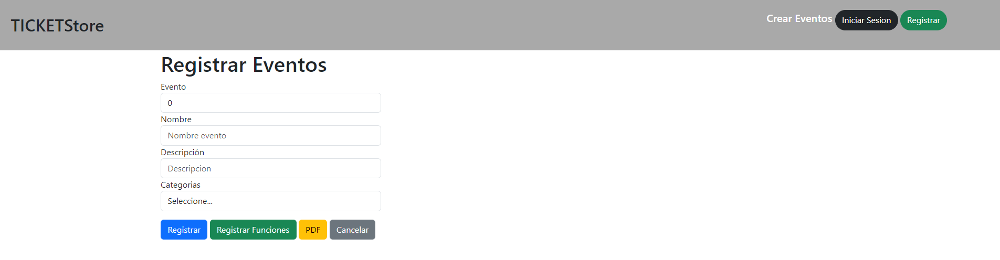 TICKETStore
Crear Eventos Iniciar Sesion Registrar
Registrar Eventos
Evento
0
Nombre
Nombre evento
Descripción
Descripcion
Categorias
Seleccione...
Registrar Registrar Funciones PDF Cancelar